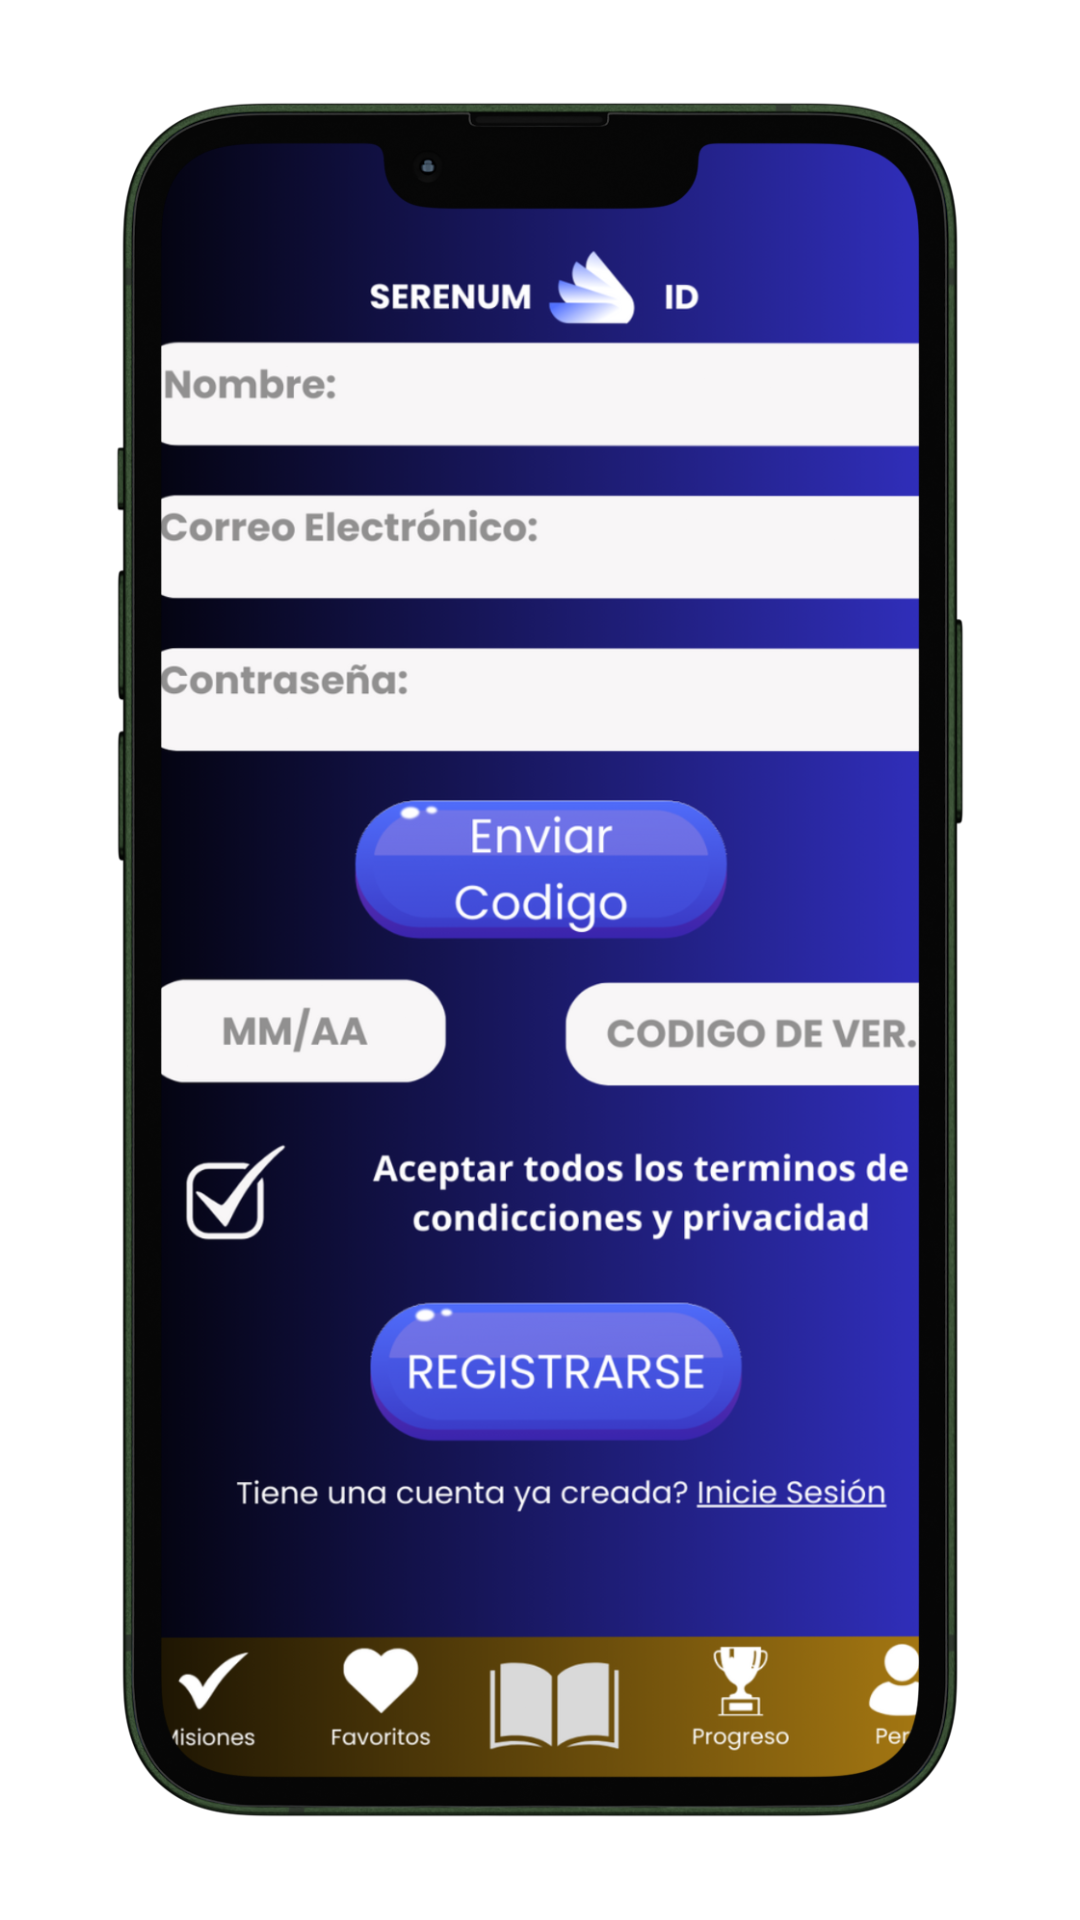 SERENUM ID
Nombre:
Correo Electrónico:
Contraseña:
Enviar
Codigo
MM/AA
CODIGO DE VER.
Aceptar todos los terminos de
condicciones y privacidad
REGISTRARSE
Tiene una cuenta ya creada? Inicie Sesión
Misiones Favoritos Progreso Per